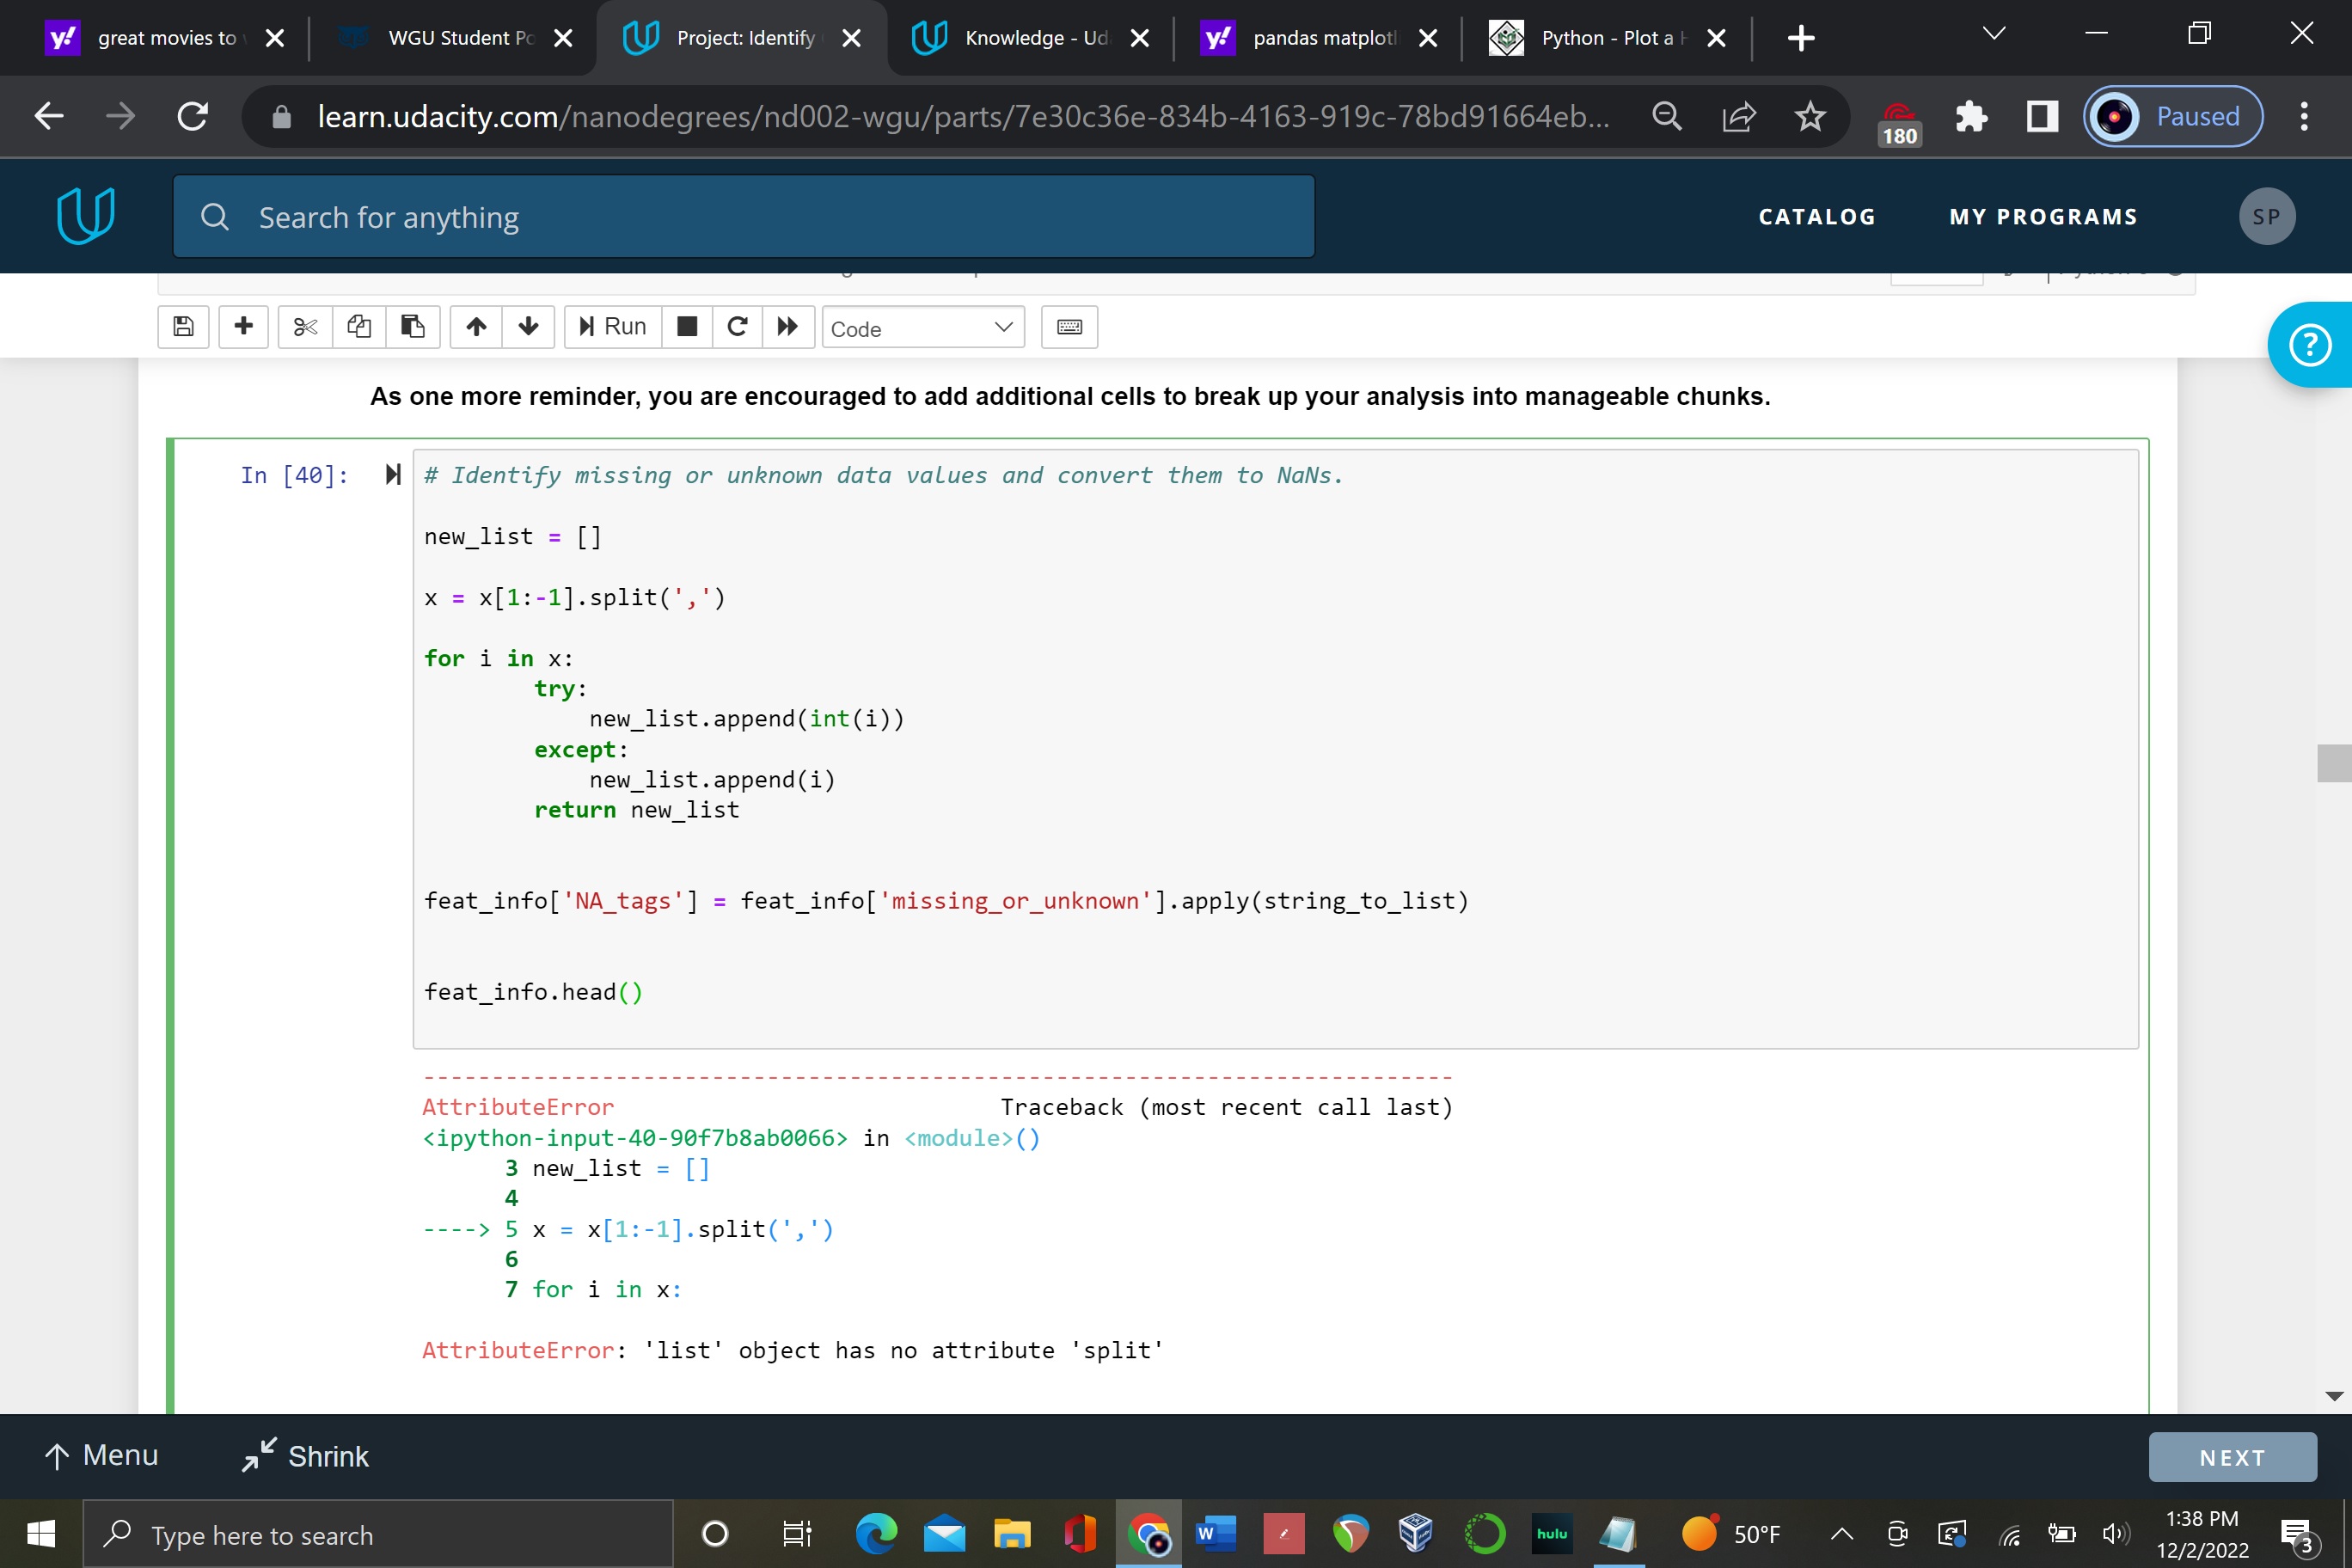 great movies to
WGU Student Po
Project: Identify
Knowledge - Ud
pandas matplotl
Python - Plot a H
learn.udacity.com/nanodegrees/nd002-wgu/parts/7e30c36e-834b-4163-919c-78bd91664eb...
180
Paused
Search for anything
CATALOG
MY PROGRAMS
SP
Run
Code
As one more reminder, you are encouraged to add additional cells to break up your analysis into manageable chunks.
In [40]:
# Identify missing or unknown data values and convert them to NaNs.
new_list = []
x = x[1:-1].split(',')
for i in x:
try:
new_list.append(int(i))
except:
new_list.append(i)
return new_list
feat_info['NA_tags'] = feat_info['missing_or_unknown'].apply(string_to_list)
feat_info.head()
---------------------------------------------------------------------------
AttributeError                            Traceback (most recent call last)
<ipython-input-40-90f7b8ab0066> in <module>()
3 new_list = []
4
----> 5 x = x[1:-1].split(',')
6
7 for i in x:
AttributeError: 'list' object has no attribute 'split'
Menu
Shrink
NEXT
Type here to search
W
hulu
50°F
1:38 PM
12/2/2022
3